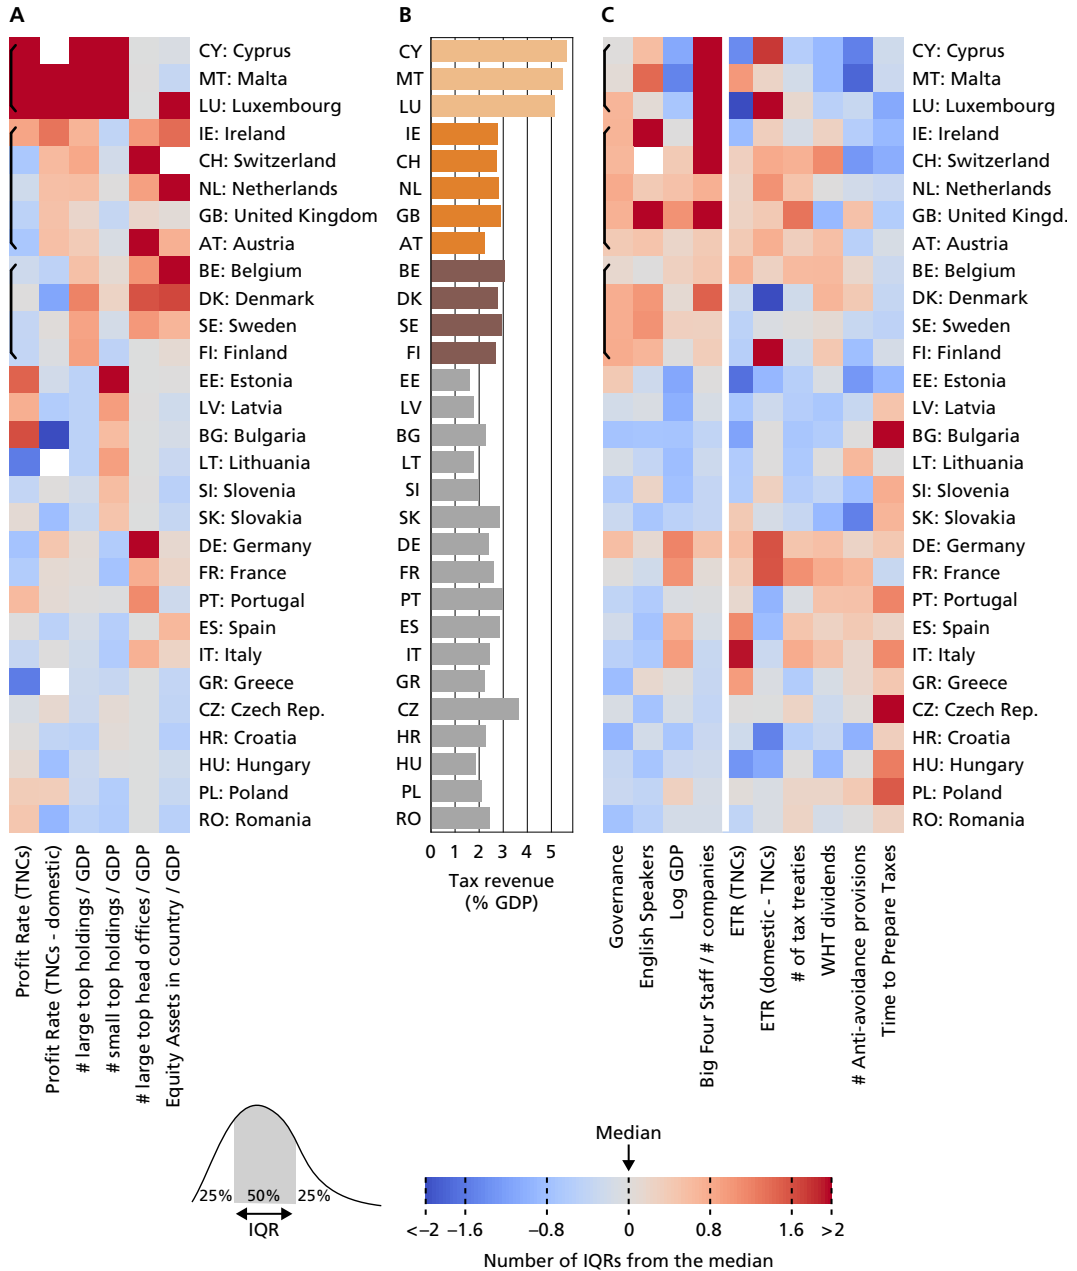 A
B
C
CY: Cyprus
MT: Malta
LU: Luxembourg
IE: Ireland
CH: Switzerland
NL: Netherlands
GB: United Kingdom
AT: Austria
BE: Belgium
DK: Denmark
SE: Sweden
FI: Finland
EE: Estonia
LV: Latvia
BG: Bulgaria
LT: Lithuania
SI: Slovenia
SK: Slovakia
DE: Germany
FR: France
PT: Portugal
ES: Spain
IT: Italy
GR: Greece
CZ: Czech Rep.
HR: Croatia
HU: Hungary
PL: Poland
RO: Romania
Profit Rate (TNCs)
Profit Rate (TNCs - domestic)
# large top holdings / GDP
# small top holdings / GDP
# large top head offices / GDP
Equity Assets in country / GDP
CY
MT
LU
IE
CH
NL
GB
AT
BE
DK
SE
FI
EE
LV
BG
LT
SI
SK
DE
FR
PT
ES
IT
GR
CZ
HR
HU
PL
RO
0 1 2 3 4 5
Tax revenue
(% GDP)
CY: Cyprus
MT: Malta
LU: Luxembourg
IE: Ireland
CH: Switzerland
NL: Netherlands
GB: United Kingd.
AT: Austria
BE: Belgium
DK: Denmark
SE: Sweden
FI: Finland
EE: Estonia
LV: Latvia
BG: Bulgaria
LT: Lithuania
SI: Slovenia
SK: Slovakia
DE: Germany
FR: France
PT: Portugal
ES: Spain
IT: Italy
GR: Greece
CZ: Czech Rep.
HR: Croatia
HU: Hungary
PL: Poland
RO: Romania
Governance
English Speakers
Log GDP
Big Four Staff / # companies
ETR (TNCs)
ETR (domestic - TNCs)
# of tax treaties
WHT dividends
# Anti-avoidance provisions
Time to Prepare Taxes
25% 50% 25%
IQR
Median
<−2 −1.6 −0.8 0 0.8 1.6 >2
Number of IQRs from the median